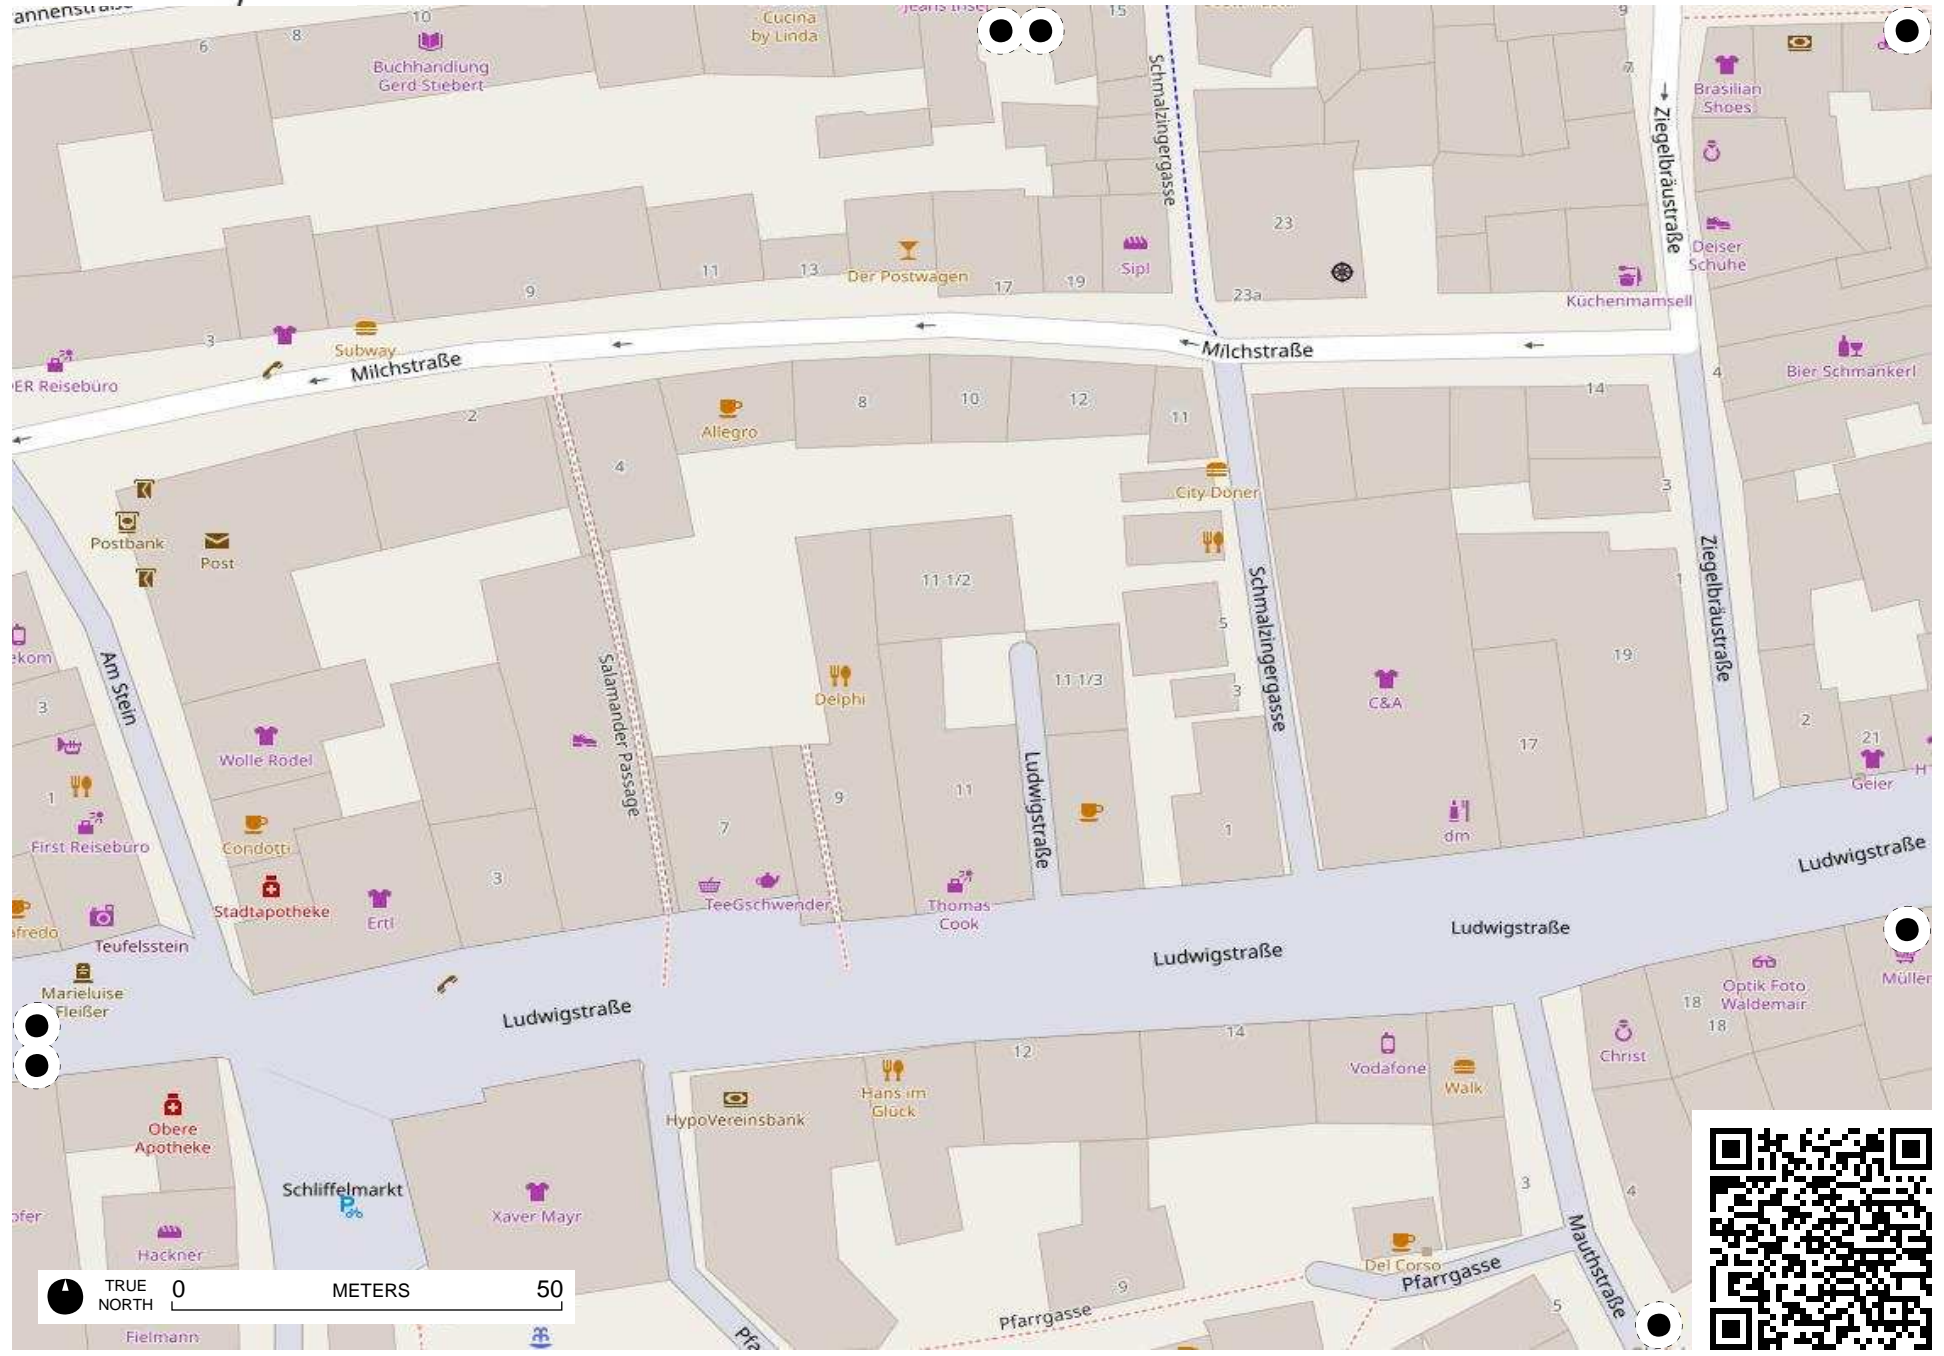 10
8
6
Buchhandlung
Gerd Stiebert
Cucina
by Linda
15
Schmalzingergasse
9
7
Ziegelbräustraße
Brasilian
Shoes
Deiser
Schuhe
23
23a
Küchenmamsell
Sipl
19
17
Der Postwagen
13
11
9
3
Subway
Milchstraße
Milchstraße
ER Reisebüro
Bier Schmankerl
4
14
2
Allegro
8
10
12
11
4
City Döner
3
Postbank
Post
11 1/2
Ziegelbräustraße
1
Schmalzingergasse
5
ekom
Am Stein
3
Salamander Passage
Delphi
11 1/3
3
C&A
19
2
21
Geier
Wolle Rödel
17
1
First Reisebüro
Condotti
7
9
11
Ludwigstraße
1
dm
Ludwigstraße
3
Stadtapotheke
Ertl
TeeGschwender
Thomas
Cook
afredo
Teufelsstein
Ludwigstraße
Ludwigstraße
Marieluise
Fleißer
Ludwigstraße
Optik Foto
Waldemair
18
18
Müller
12
14
Vodafone
Walk
Christ
HypoVereinsbank
Hans im
Glück
Obere
Apotheke
Schliffelmarkt
Xaver Mayr
3
4
Hackner
Del Corso
Pfarrgasse
Mauthstraße
9
Pfarrgasse
5
TRUE
NORTH
0
METERS
50
Fielmann
Pfa